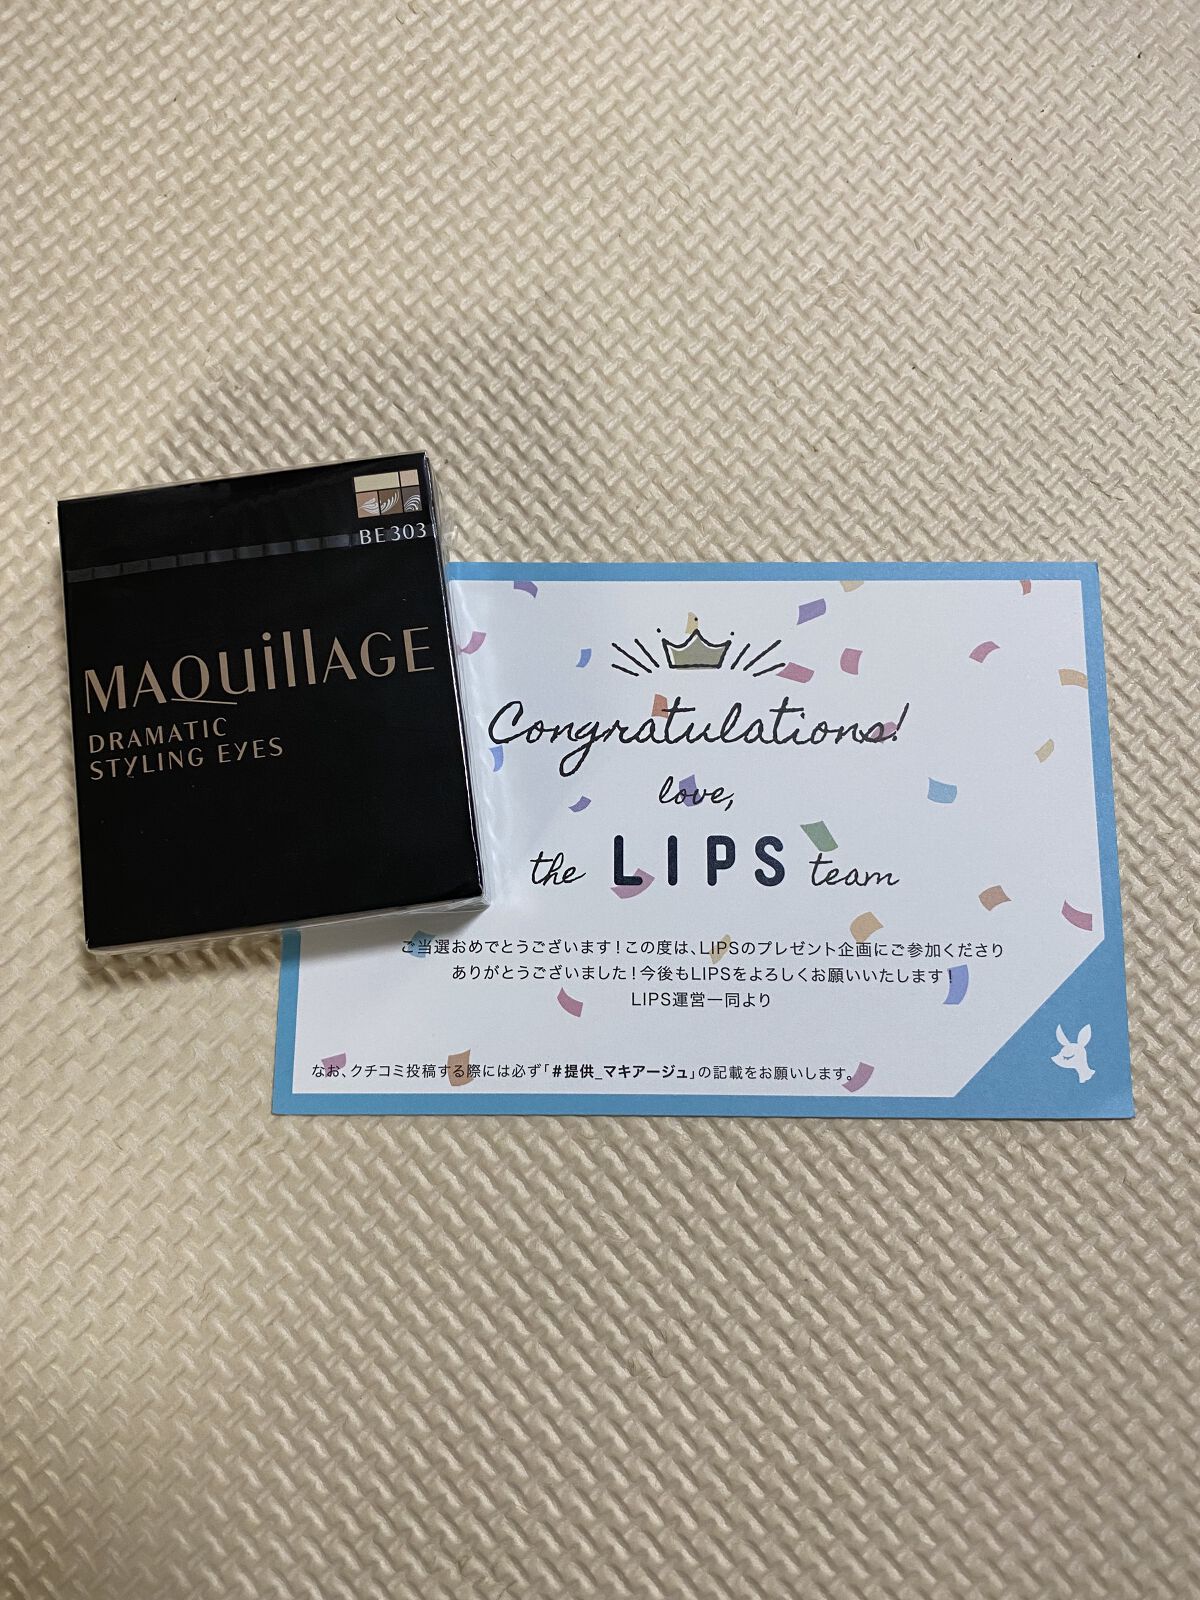 BE 303
MAQuillAGE
DRAMATIC
STYLING EYES
Congratulations!
love,
the LIPS team
ご当選おめでとうございます!この度は、LIPSのプレゼント企画にご参加くださり
ありがとうございました!今後もLIPSをよろしくお願いいたします!
LIPS運営一同より
なお、クチコミ投稿する際には必ず「#提供_マキアージュ」の記載をお願いします。